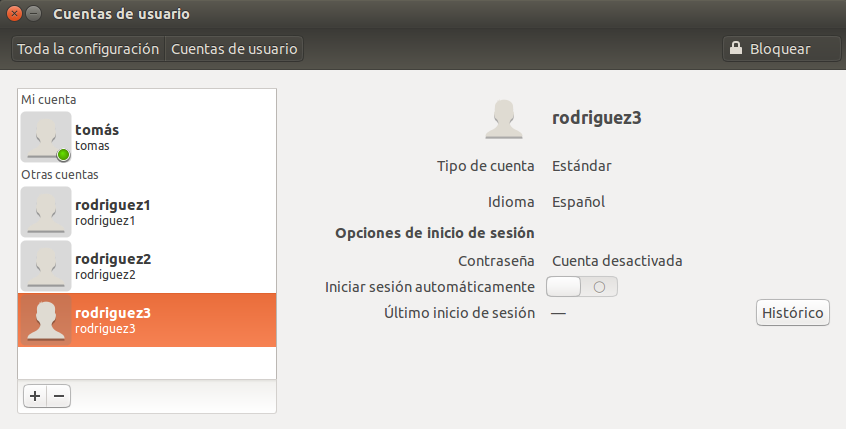 Cuentas de usuario
Toda la configuración Cuentas de usuario Bloquear
Mi cuenta
tomás
tomas
Otras cuentas
rodriguez1
rodriguez1
rodriguez2
rodriguez2
rodriguez3
rodriguez3
rodriguez3
Tipo de cuenta Estándar
Idioma Español
Opciones de inicio de sesión
Contraseña Cuenta desactivada
Iniciar sesión automáticamente
Último inicio de sesión — Histórico